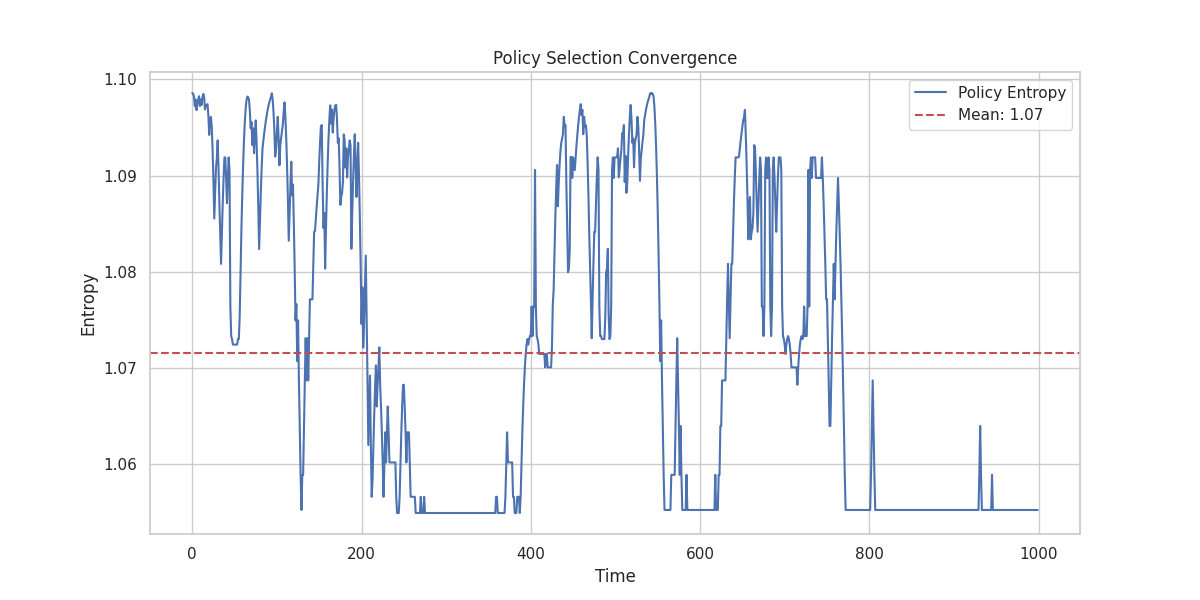 Policy Selection Convergence
Policy Entropy
Mean: 1.07
Entropy
1.10
1.09
1.08
1.07
1.06
0
200
400
600
800
1000
Time